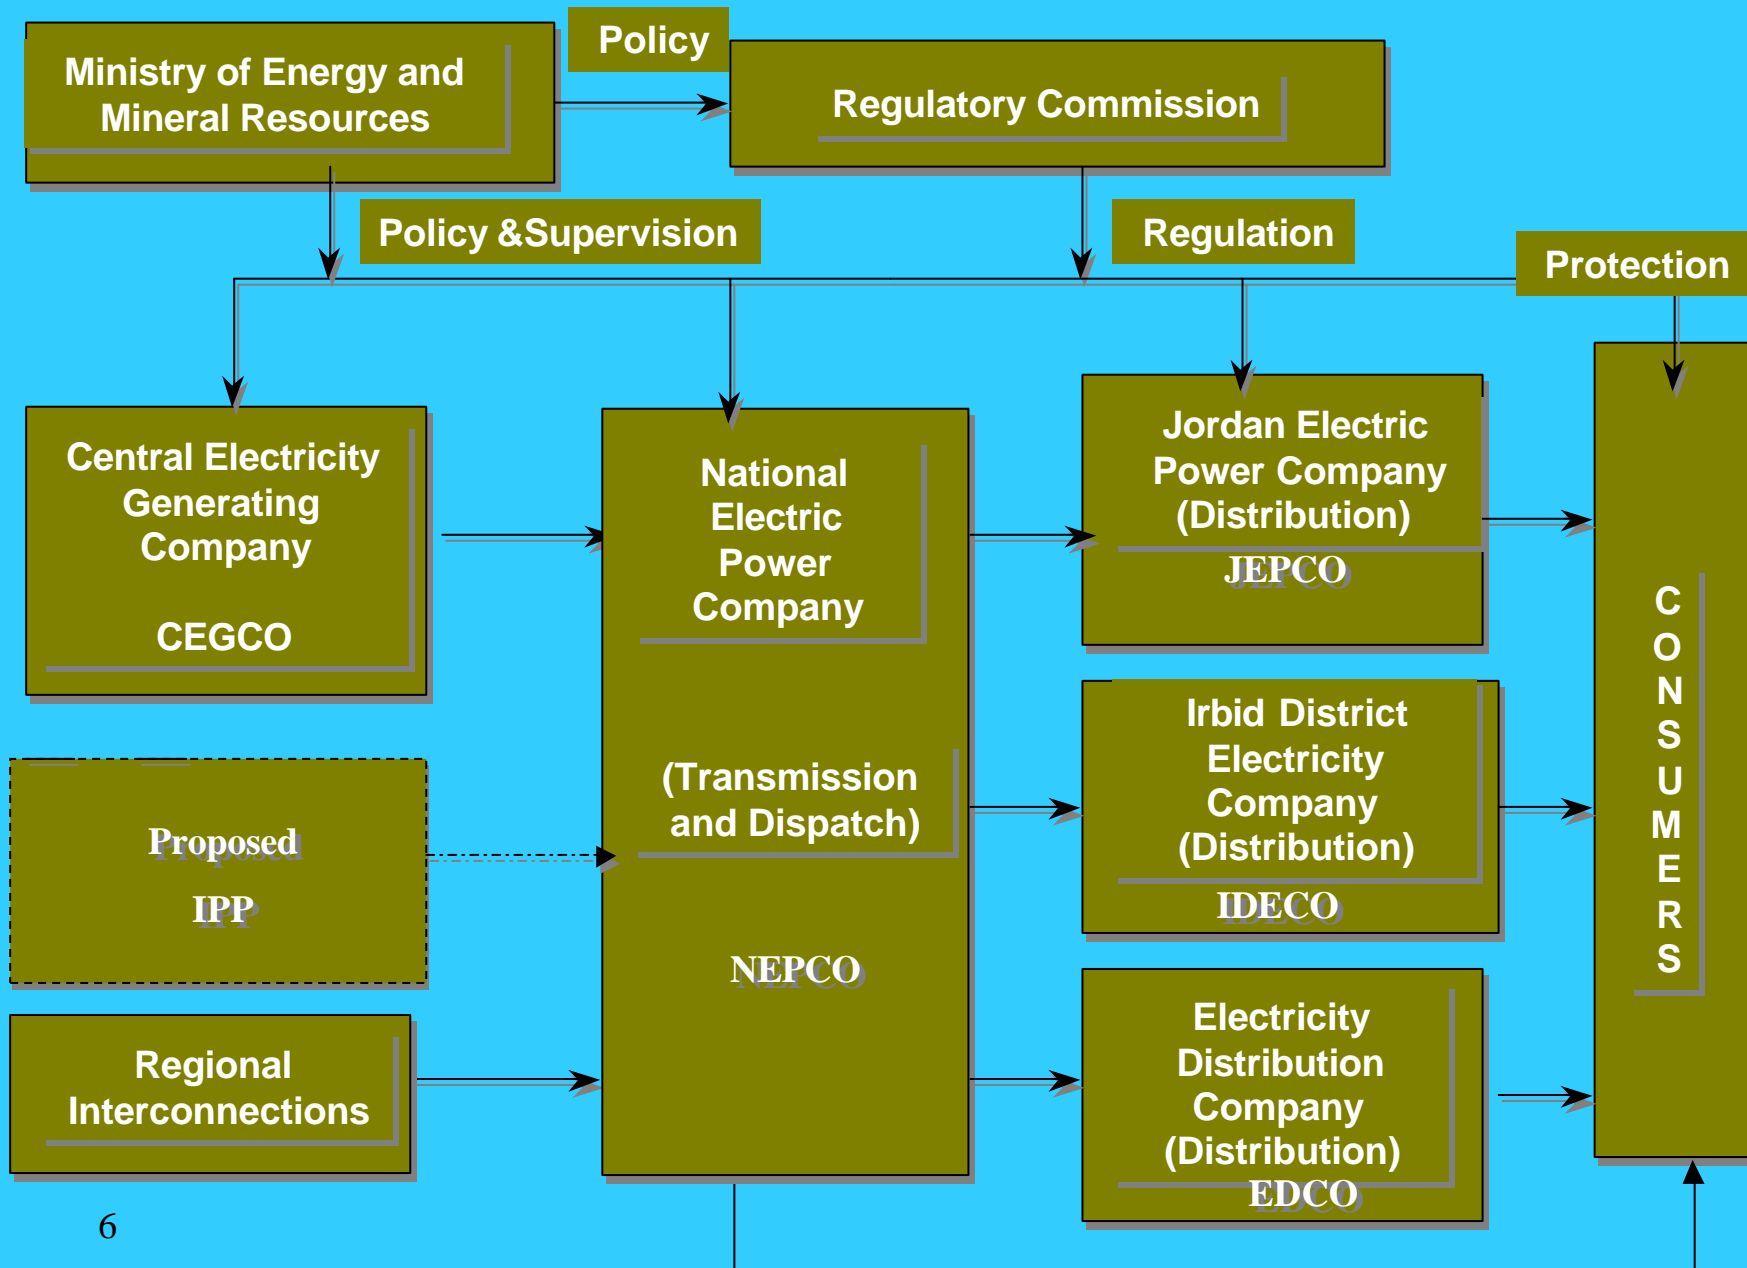 Ministry of Energy and
Mineral Resources
Policy
Regulatory Commission
Policy &Supervision
Regulation
Protection
Central Electricity
Generating
Company
CEGCO
National
Electric
Power
Company
(Transmission
and Dispatch)
NEPCO
Jordan Electric
Power Company
(Distribution)
JEPCO
Proposed
IPP
Irbid District
Electricity
Company
(Distribution)
IDECO
Regional
Interconnections
Electricity
Distribution
Company
(Distribution)
EDCO
C
O
N
S
U
M
E
R
S
6